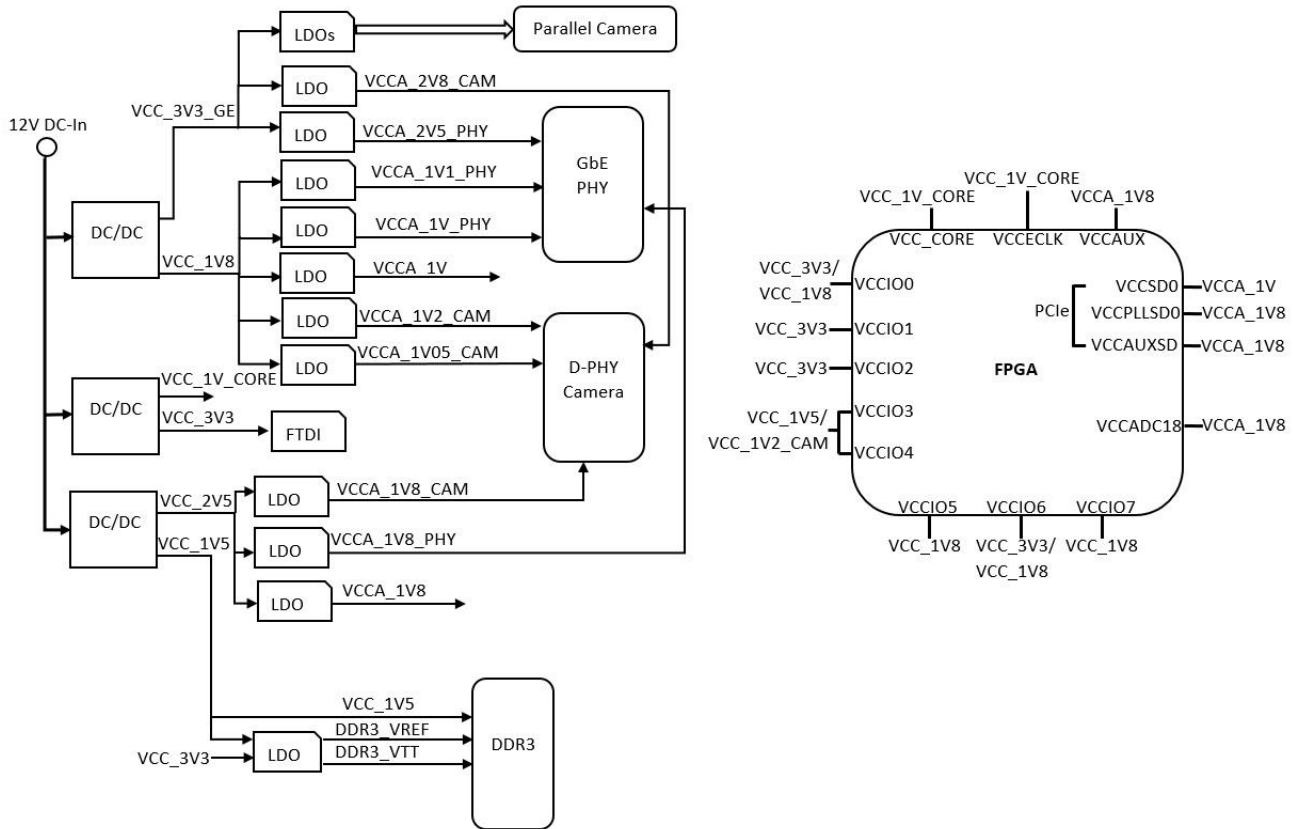 LDOs
Parallel Camera
LDO
VCCA_2V8_CAM
VCC_3V3_GE
12V DC-In
LDO
VCCA_2V5_PHY
GbE
PHY
LDO
VCCA_1V1_PHY
DC/DC
LDO
VCCA_1V_PHY
VCC_1V8
LDO
VCCA_1V
LDO
VCCA_1V2_CAM
LDO
VCCA_1V05_CAM
D-PHY
Camera
DC/DC
VCC_1V_CORE
VCC_3V3
FTDI
DC/DC
VCC_2V5
VCC_1V5
LDO
VCCA_1V8_CAM
LDO
VCCA_1V8_PHY
LDO
VCCA_1V8
VCC_1V5
DDR3_VREF
VCC_3V3
LDO
DDR3_VTT
DDR3
VCC_1V_CORE
VCC_1V_CORE
VCCA_1V8
VCC_CORE
VCCECLK
VCCAUX
VCC_3V3/
VCC_1V8
VCCIO0
VCC_3V3
VCCIO1
VCC_3V3
VCCIO2
VCC_1V5/
VCC_1V2_CAM
VCCIO3
VCCIO4
FPGA
PCIe
VCCSD0
VCCA_1V
VCCPLLSD0
VCCA_1V8
VCCAUXSD
VCCA_1V8
VCCADC18
VCCA_1V8
VCCIO5
VCCIO6
VCCIO7
VCC_1V8
VCC_3V3/
VCC_1V8
VCC_1V8